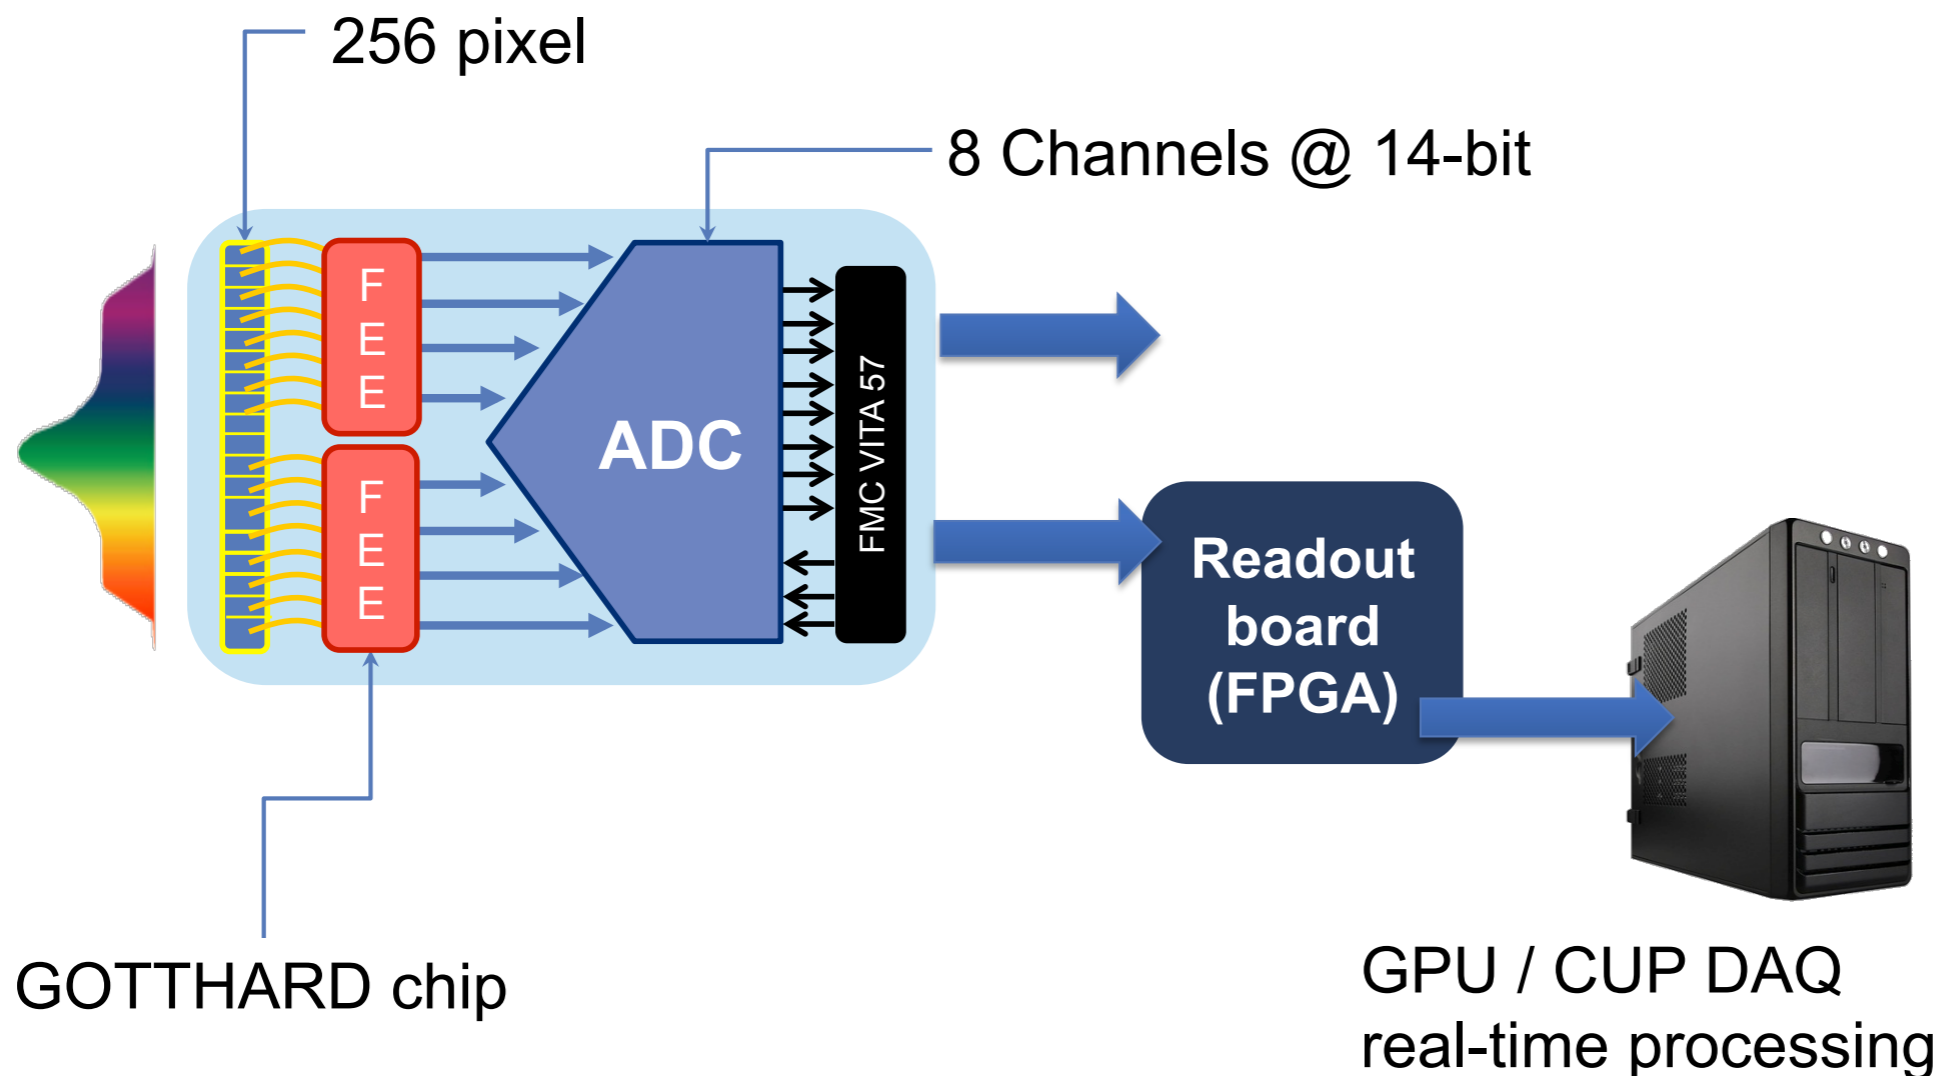 256 pixel
8 Channels @ 14-bit
F
E
E
F
E
E
ADC
FMC VITA 57
Readout
board
(FPGA)
GOTTHARD chip
GPU / CUP DAQ
real-time processing